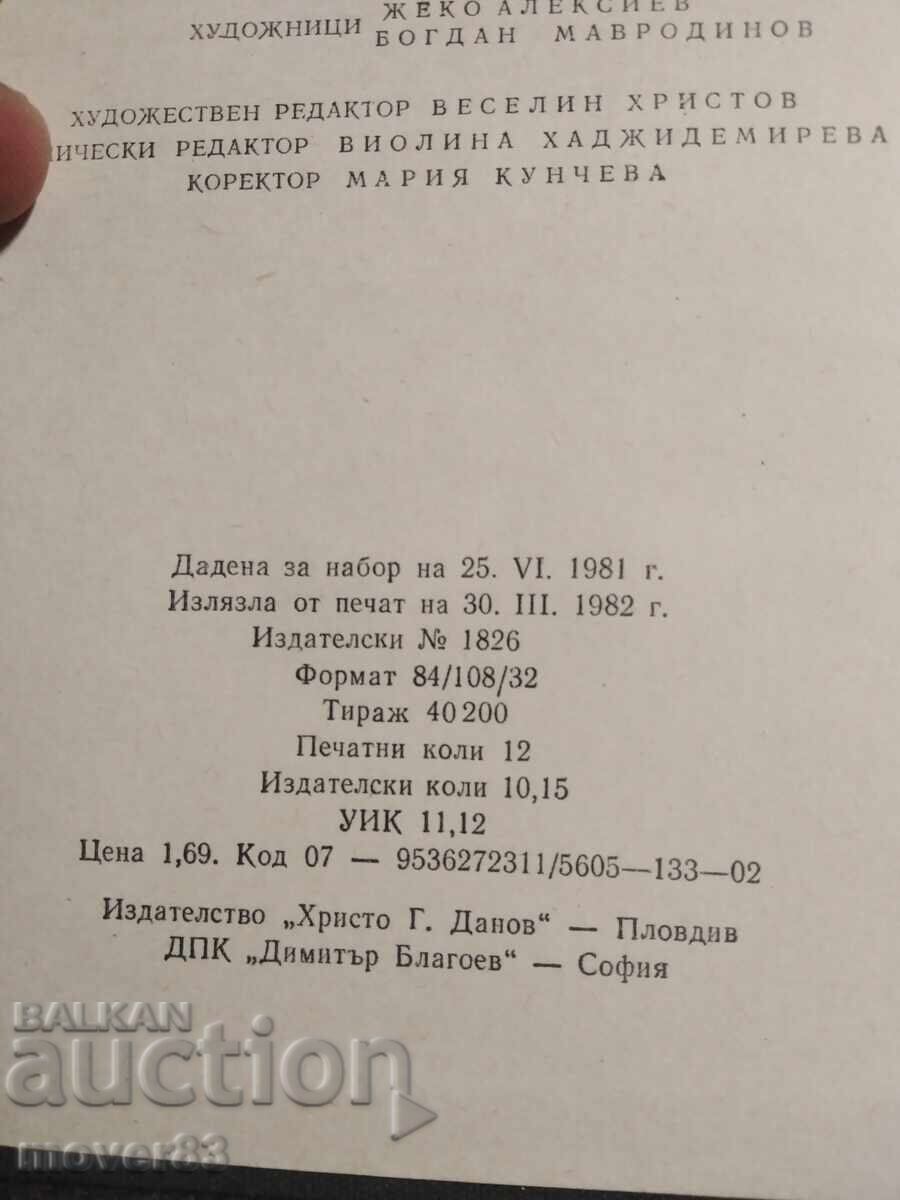 ЖЕКО АЛЕКСИЕВ
ХУДОЖНИЦИ
БОГДАН МАВРОДИНОВ
ХУДОЖЕСТВЕН РЕДАКТОР ВЕСЕЛИН ХРИСТОВ
ИЧЕСКИ РЕДАКТОР ВИОЛИНА ХАДЖИДЕМИРЕВА
КОРЕКТОР МАРИЯ КУНЧЕВА
Дадена за набор на 25. VI. 1981 г.
Излязла от печат на 30. III. 1982 г.
Издателски № 1826
Формат 84/108/32
Тираж 40 200
Печатни коли 12
Издателски коли 10,15
УИК 11,12
Цена 1,69. Код 07 — 9536272311/5605—133—02
Издателство „Христо Г. Данов“ — Пловдив
ДПК „Димитър Благоев“ — София
BALKAN
auction
mover83